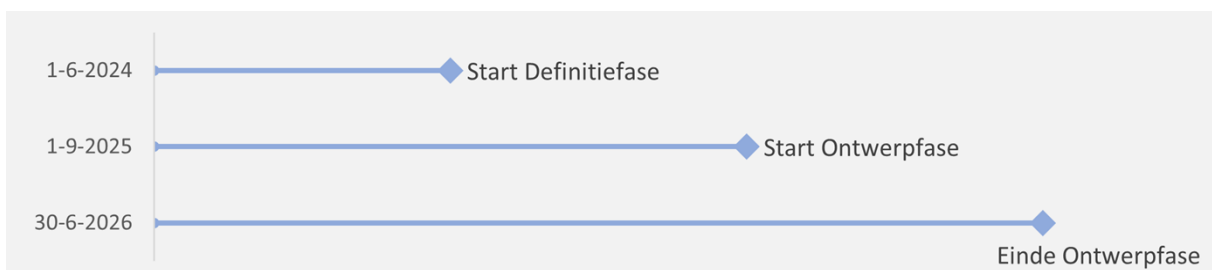 1-6-2024 Start Definitiefase
1-9-2025 Start Ontwerpfase
30-6-2026
Einde Ontwerpfase